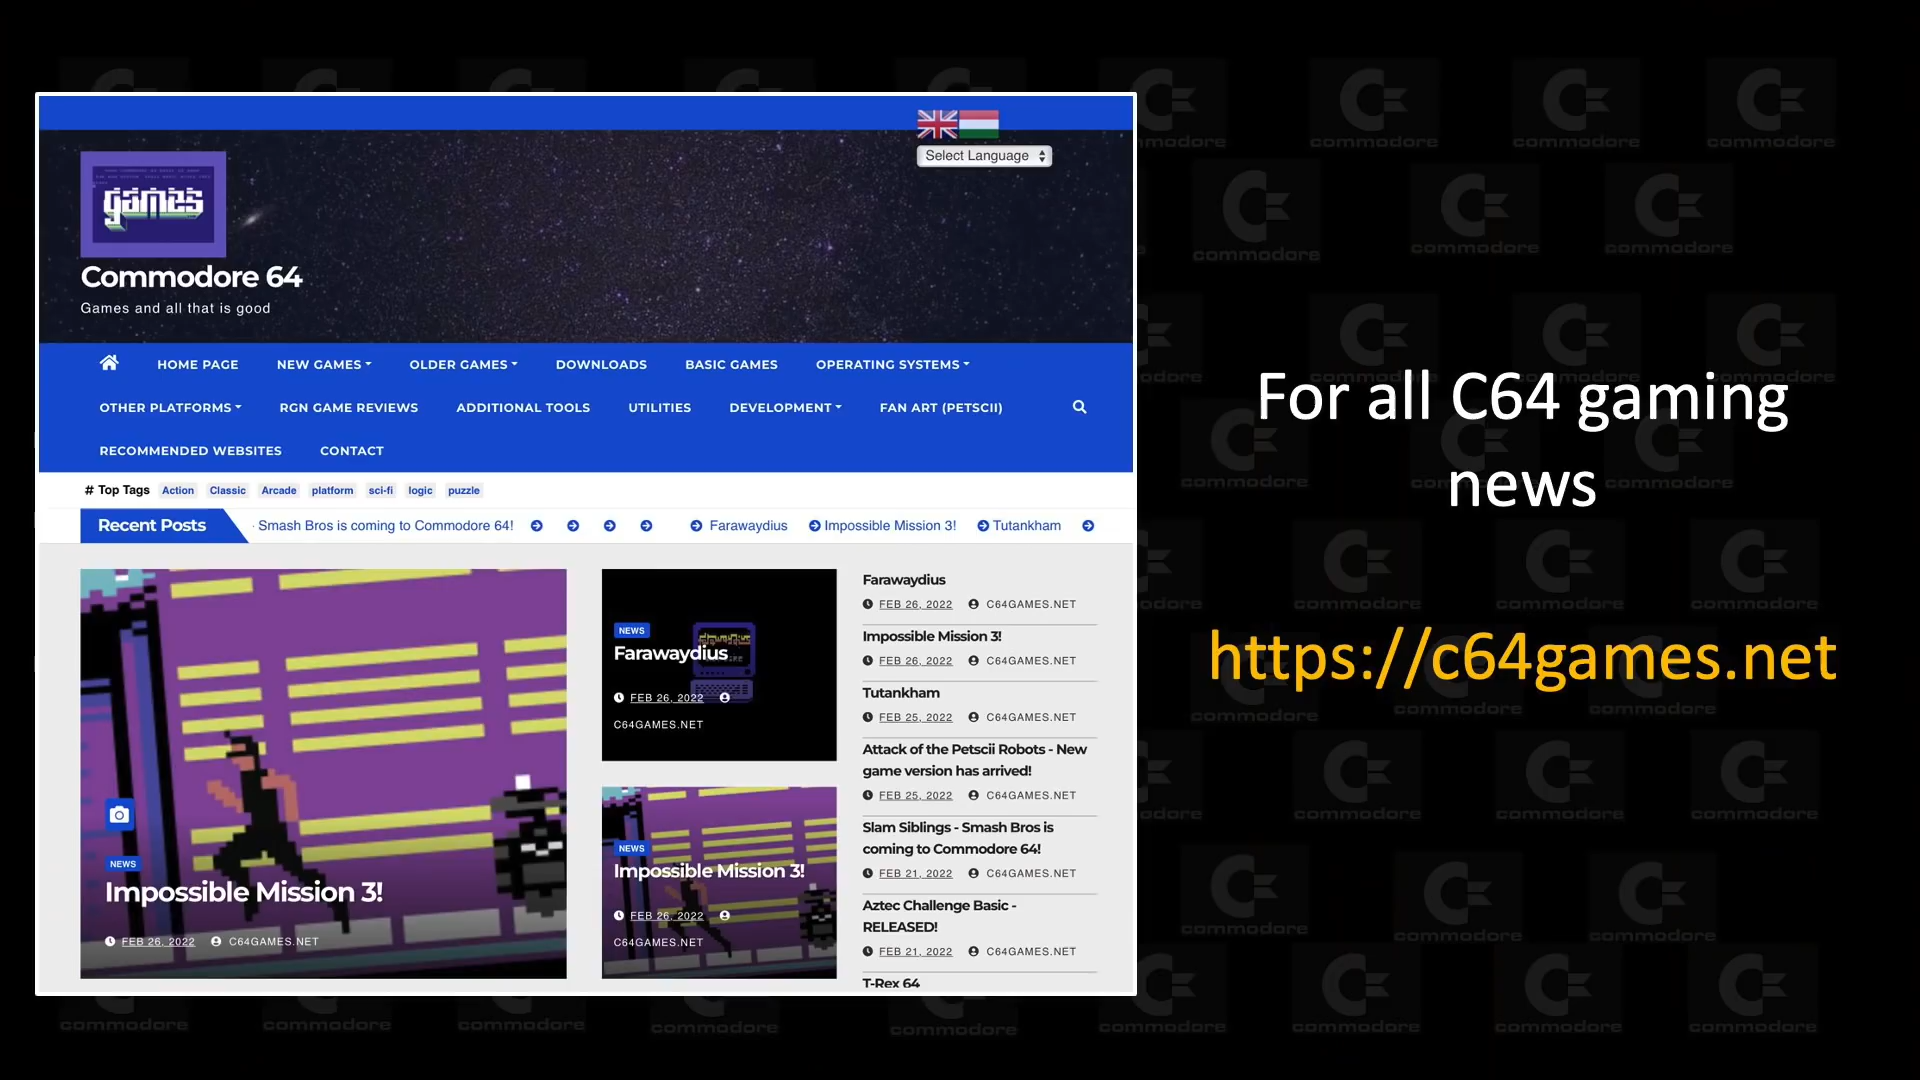 Select Language
games
Commodore 64
Games and all that is good
HOME PAGE NEW GAMES OLDER GAMES DOWNLOADS BASIC GAMES OPERATING SYSTEMS
OTHER PLATFORMS RGN GAME REVIEWS ADDITIONAL TOOLS UTILITIES DEVELOPMENT FAN ART (PETSCII)
RECOMMENDED WEBSITES CONTACT
# Top Tags Action Classic Arcade platform sci-fi logic puzzle
Recent Posts Smash Bros is coming to Commodore 64! Farawaydius Impossible Mission 3! Tutankham
NEWS
Impossible Mission 3!
FEB 26, 2022 C64GAMES.NET
NEWS
Farawaydius
FEB 26, 2022
C64GAMES.NET
NEWS
Impossible Mission 3!
FEB 26, 2022
C64GAMES.NET
Farawaydius
FEB 26, 2022 C64GAMES.NET
Impossible Mission 3!
FEB 26, 2022 C64GAMES.NET
Tutankham
FEB 25, 2022 C64GAMES.NET
Attack of the Petscii Robots - New
game version has arrived!
FEB 25, 2022 C64GAMES.NET
Slam Siblings - Smash Bros is
coming to Commodore 64!
FEB 21, 2022 C64GAMES.NET
Aztec Challenge Basic -
RELEASED!
FEB 21, 2022 C64GAMES.NET
T-Rex 64
For all C64 gaming
news
https://c64games.net
commodore